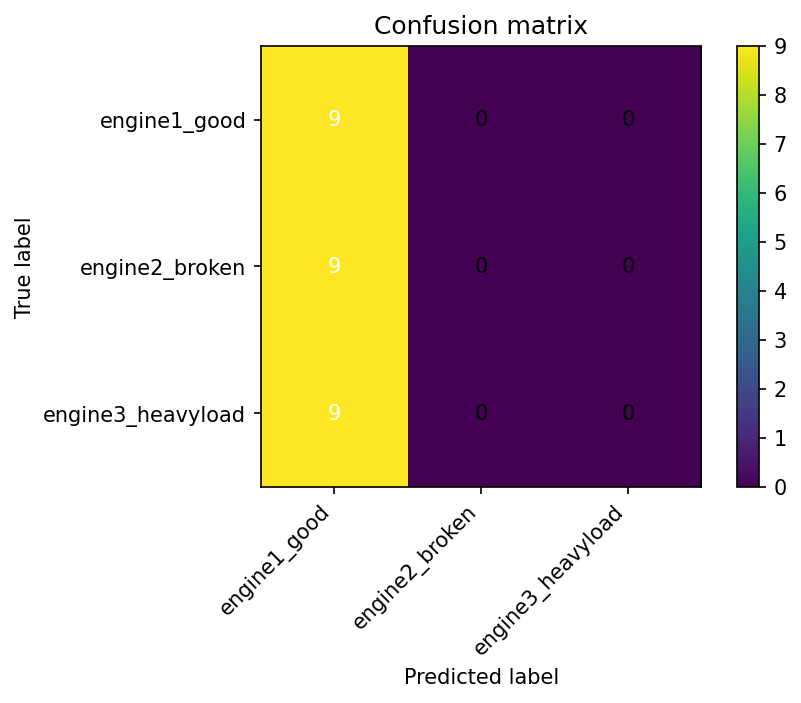 Confusion matrix
True label
engine1_good 9 0 0
engine2_broken 9 0 0
engine3_heavyload 9 0 0
engine1_good
engine2_broken
engine3_heavyload
Predicted label
9
8
7
6
5
4
3
2
1
0